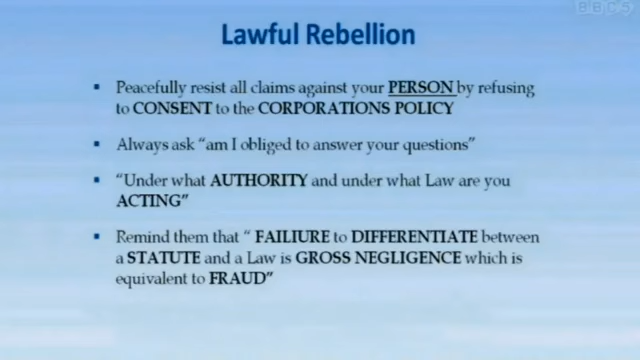 BBC5
Lawful Rebellion
▪ Peacefully resist all claims against your PERSON by refusing
to CONSENT to the CORPORATIONS POLICY
▪ Always ask “am I obliged to answer your questions”
▪ “Under what AUTHORITY and under what Law are you
ACTING”
▪ Remind them that “ FAILIURE to DIFFERENTIATE between
a STATUTE and a Law is GROSS NEGLIGENCE which is
equivalent to FRAUD”